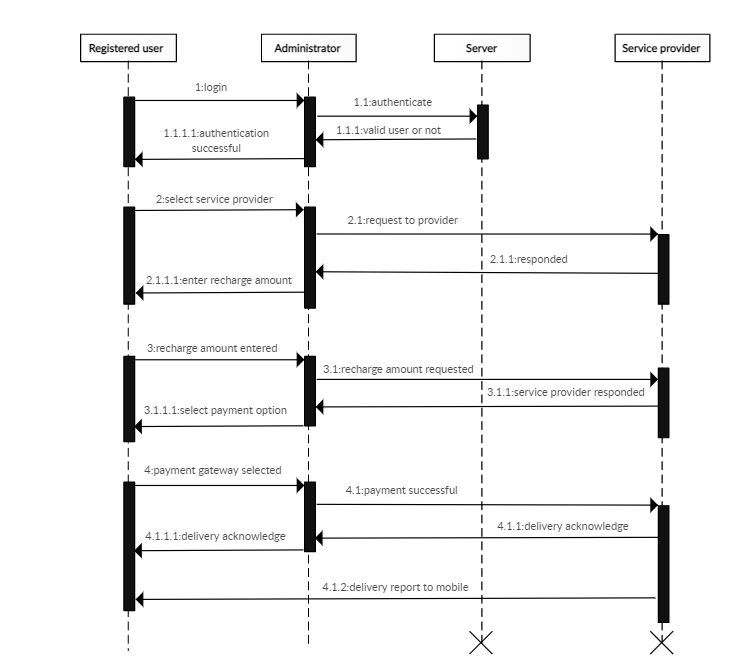 Registered user
Administrator
Server
Service provider
1:login
1.1:authenticate
1.1.1:valid user or not
1.1.1.1:authentication
successful
2:select service provider
2.1:request to provider
2.1.1:responded
2.1.1.1:enter recharge amount
3:recharge amount entered
3.1:recharge amount requested
3.1.1:service provider responded
3.1.1.1:select payment option
4:payment gateway selected
4.1:payment successful
4.1.1:delivery acknowledge
4.1.1.1:delivery acknowledge
4.1.2:delivery report to mobile